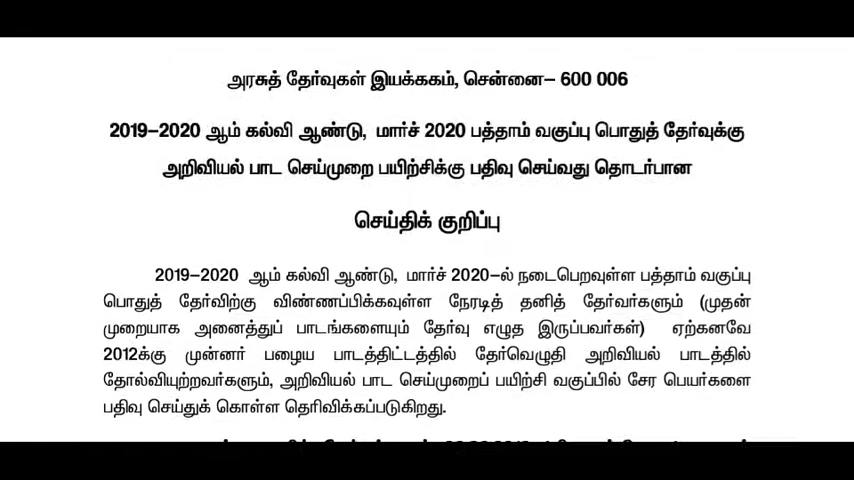 அரசுத் தேர்வுகள் இயக்ககம், சென்னை– 600 006
2019–2020 ஆம் கல்வி ஆண்டு, மார்ச் 2020 பத்தாம் வகுப்பு பொதுத் தேர்வுக்கு
அறிவியல் பாட செய்முறை பயிற்சிக்கு பதிவு செய்வது தொடர்பான
செய்திக் குறிப்பு
2019–2020 ஆம் கல்வி ஆண்டு, மார்ச் 2020–ல் நடைபெறவுள்ள பத்தாம் வகுப்பு
பொதுத் தேர்விற்கு விண்ணப்பிக்கவுள்ள நேரடித் தனித் தேர்வர்களும் (முதன்
முறையாக அனைத்துப் பாடங்களையும் தேர்வு எழுத இருப்பவர்கள்) ஏற்கனவே
2012க்கு முன்னர் பழைய பாடத்திட்டத்தில் தேர்வெழுதி அறிவியல் பாடத்தில்
தோல்வியுற்றவர்களும், அறிவியல் பாட செய்முறைப் பயிற்சி வகுப்பில் சேர பெயர்களை
பதிவு செய்துக் கொள்ள தெரிவிக்கப்படுகிறது.